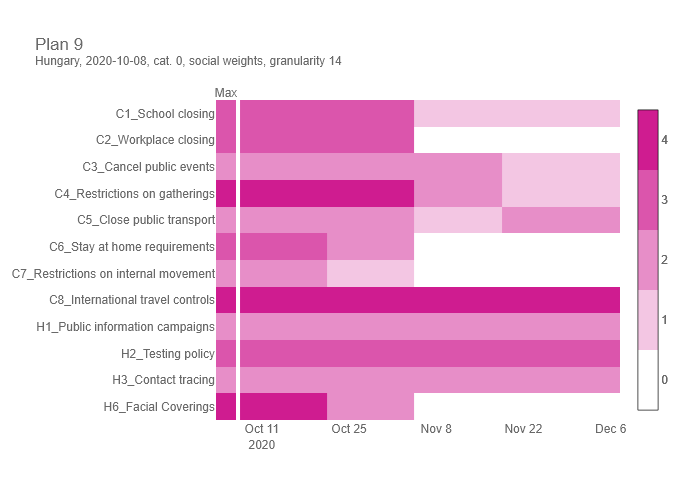 Plan 9
Hungary, 2020-10-08, cat. 0, social weights, granularity 14
Max
C1_School closing
C2_Workplace closing
C3_Cancel public events
C4_Restrictions on gatherings
C5_Close public transport
C6_Stay at home requirements
C7_Restrictions on internal movement
C8_International travel controls
H1_Public information campaigns
H2_Testing policy
H3_Contact tracing
H6_Facial Coverings
Oct 11 Oct 25 Nov 8 Nov 22 Dec 6
2020
4
3
2
1
0